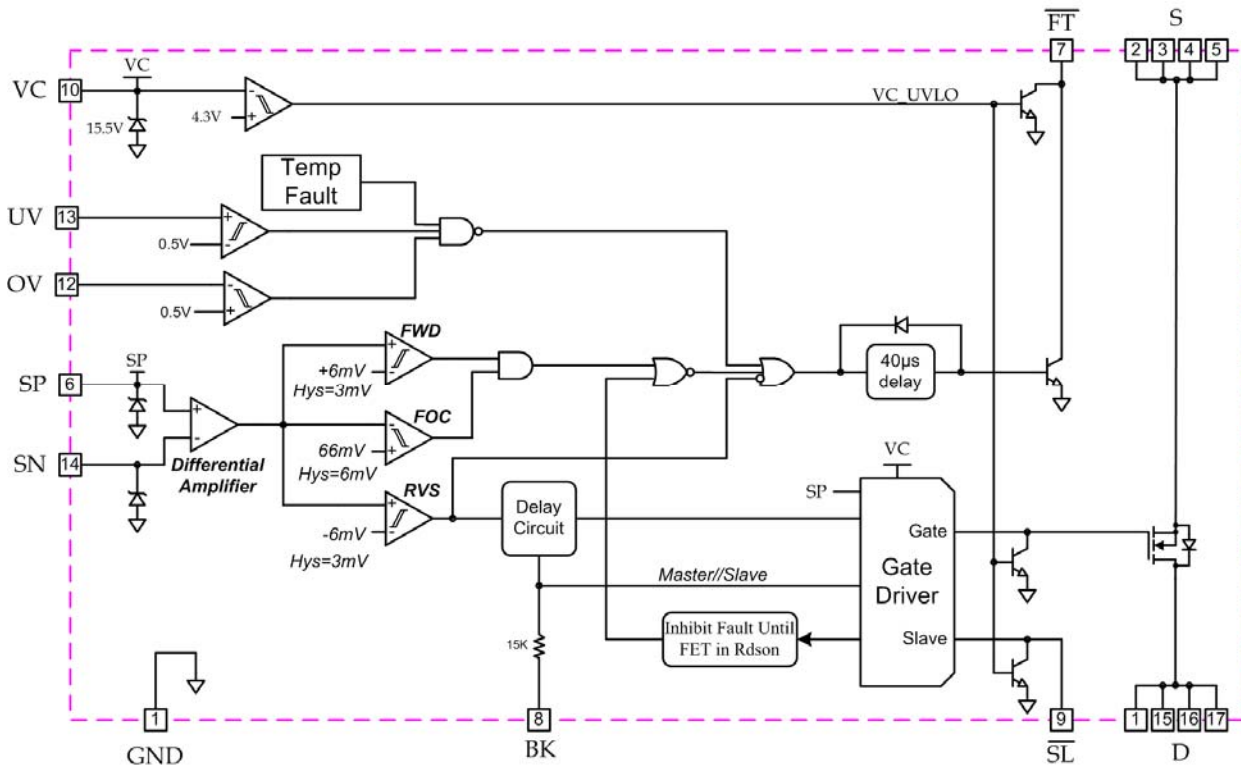 FT
S
7
2
3
4
5
VC
10
VC
15.5V
4.3V
VC_UVLO
Temp
Fault
UV
13
0.5V
OV
12
0.5V
FWD
+6mV
Hys=3mV
40µs
delay
SP
6
SP
FOC
66mV
Hys=6mV
SN
14
Differential
Amplifier
RVS
-6mV
Hys=3mV
Delay
Circuit
VC
SP
Gate
Gate
Driver
Slave
Master//Slave
Inhibit Fault Until
FET in Rdson
15K
1
8
9
1
15
16
17
GND
BK
SL
D
+
-
+
-
+
-
+
-
+
-
+
-
+
-